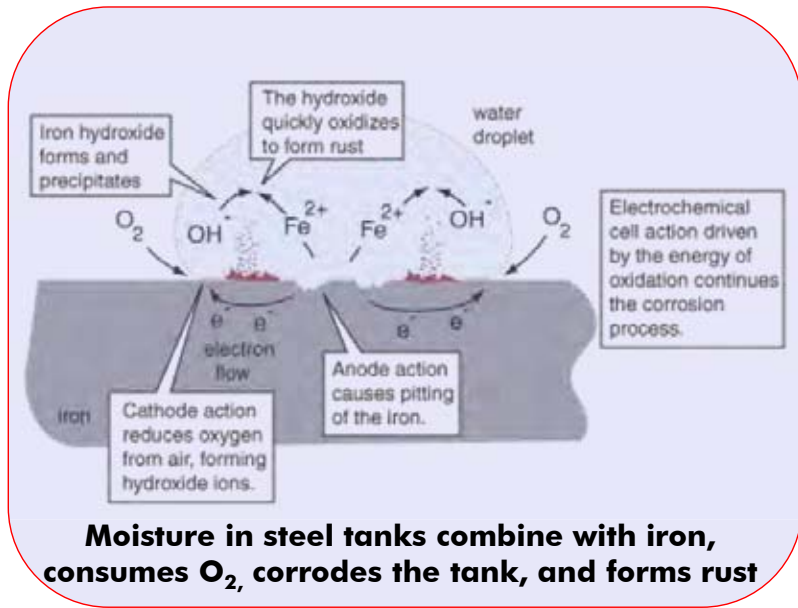 The hydroxide
quickly oxidizes
to form rust
water
droplet
Iron hydroxide
forms and
precipitates
O₂
OH⁻
Fe²⁺
Fe²⁺
OH⁻
O₂
Electrochemical
cell action driven
by the energy of
oxidation continues
the corrosion
process.
e⁻ e⁻
e⁻ e⁻
electron
flow
Anode action
causes pitting
of the iron.
iron
Cathode action
reduces oxygen
from air, forming
hydroxide ions.
Moisture in steel tanks combine with iron,
consumes O₂, corrodes the tank, and forms rust